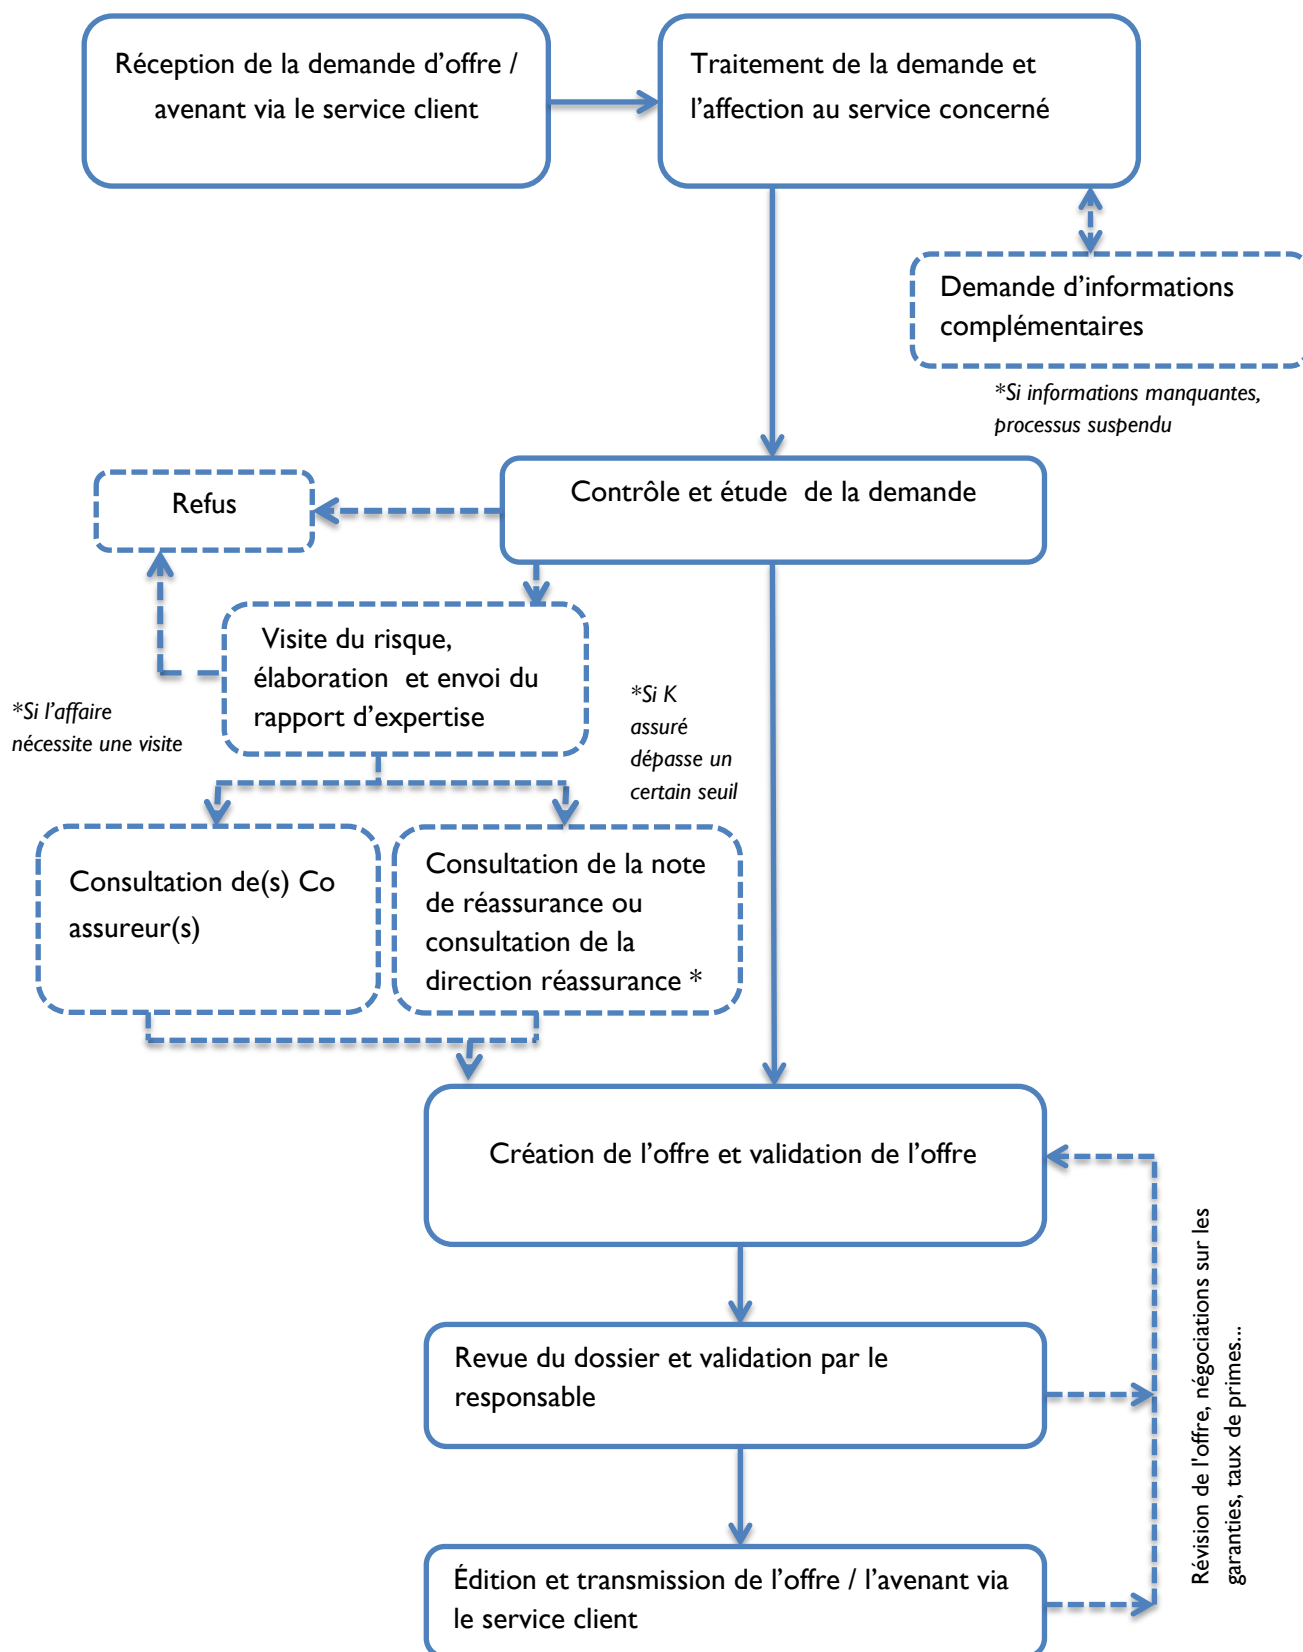 Réception de la demande d’offre /
avenant via le service client
Traitement de la demande et
l’affection au service concerné
Demande d’informations
complémentaires
*Si informations manquantes,
processus suspendu
Contrôle et étude  de la demande
Refus
Visite du risque,
élaboration  et envoi du
rapport d’expertise
*Si l’affaire
nécessite une visite
*Si K
assuré
dépasse un
certain seuil
Consultation de(s) Co
assureur(s)
Consultation de la note
de réassurance ou
consultation de la
direction réassurance *
Création de l’offre et validation de l’offre
Revue du dossier et validation par le
responsable
Édition et transmission de l’offre / l’avenant via
le service client
Révision de l'offre, négociations sur les
garanties, taux de primes...